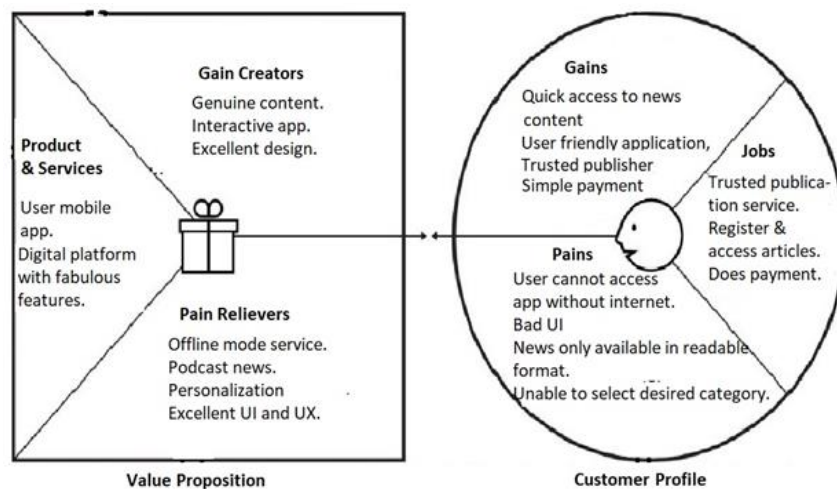 Gain Creators
Genuine content.
Interactive app.
Excellent design.
Product
& Services
User mobile
app.
Digital platform
with fabulous
features.
Pain Relievers
Offline mode service.
Podcast news.
Personalization
Excellent UI and UX.
Value Proposition
Gains
Quick access to news
content
User friendly application,
Trusted publisher
Simple payment
Jobs
Trusted publica-
tion service.
Register &
access articles.
Does payment.
Pains
User cannot access
app without internet.
Bad UI
News only available in readable
format.
Unable to select desired category.
Customer Profile